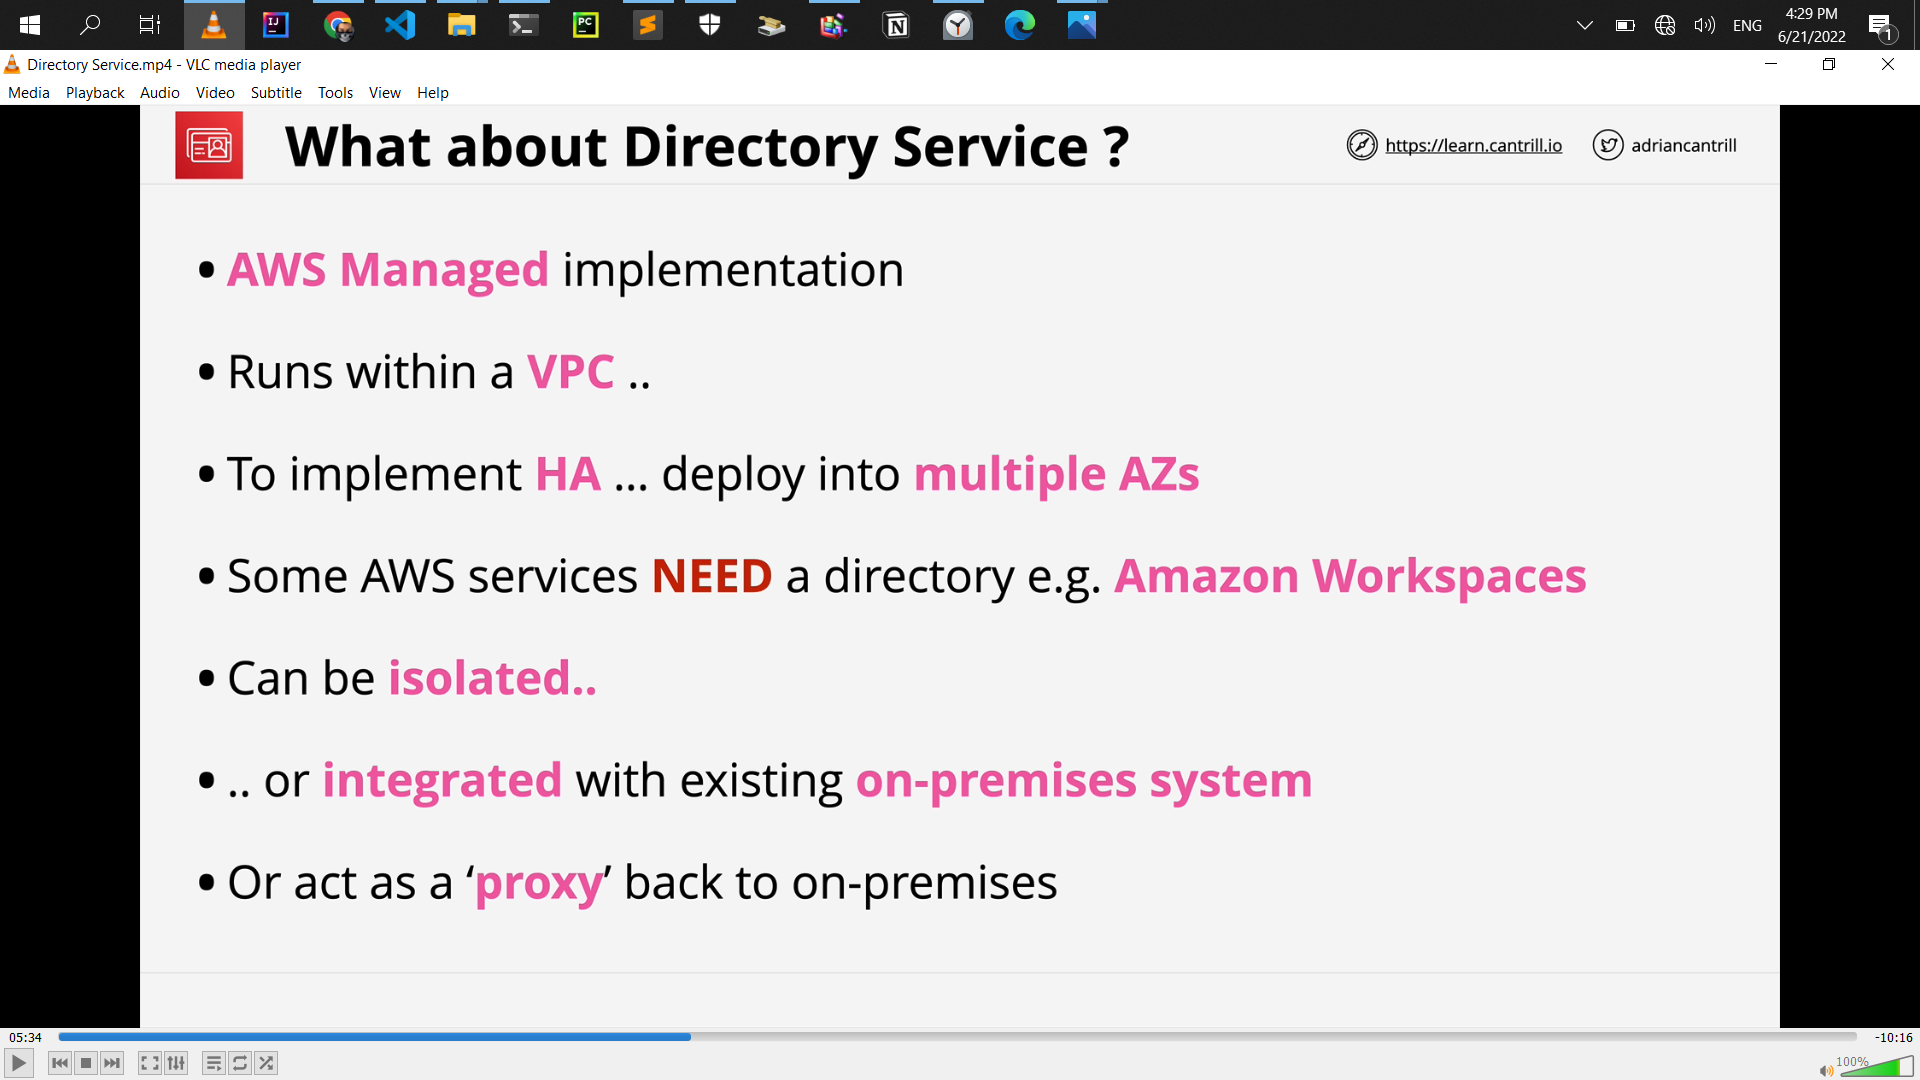 4:29 PM
ENG
6/21/2022
1
Directory Service.mp4 - VLC media player
Media Playback Audio Video Subtitle Tools View Help
What about Directory Service ?
https://learn.cantrill.io
adriancantrill
• AWS Managed implementation
• Runs within a VPC ..
• To implement HA ... deploy into multiple AZs
• Some AWS services NEED a directory e.g. Amazon Workspaces
• Can be isolated..
• .. or integrated with existing on-premises system
• Or act as a ‘proxy’ back to on-premises
05:34
-10:16
100%